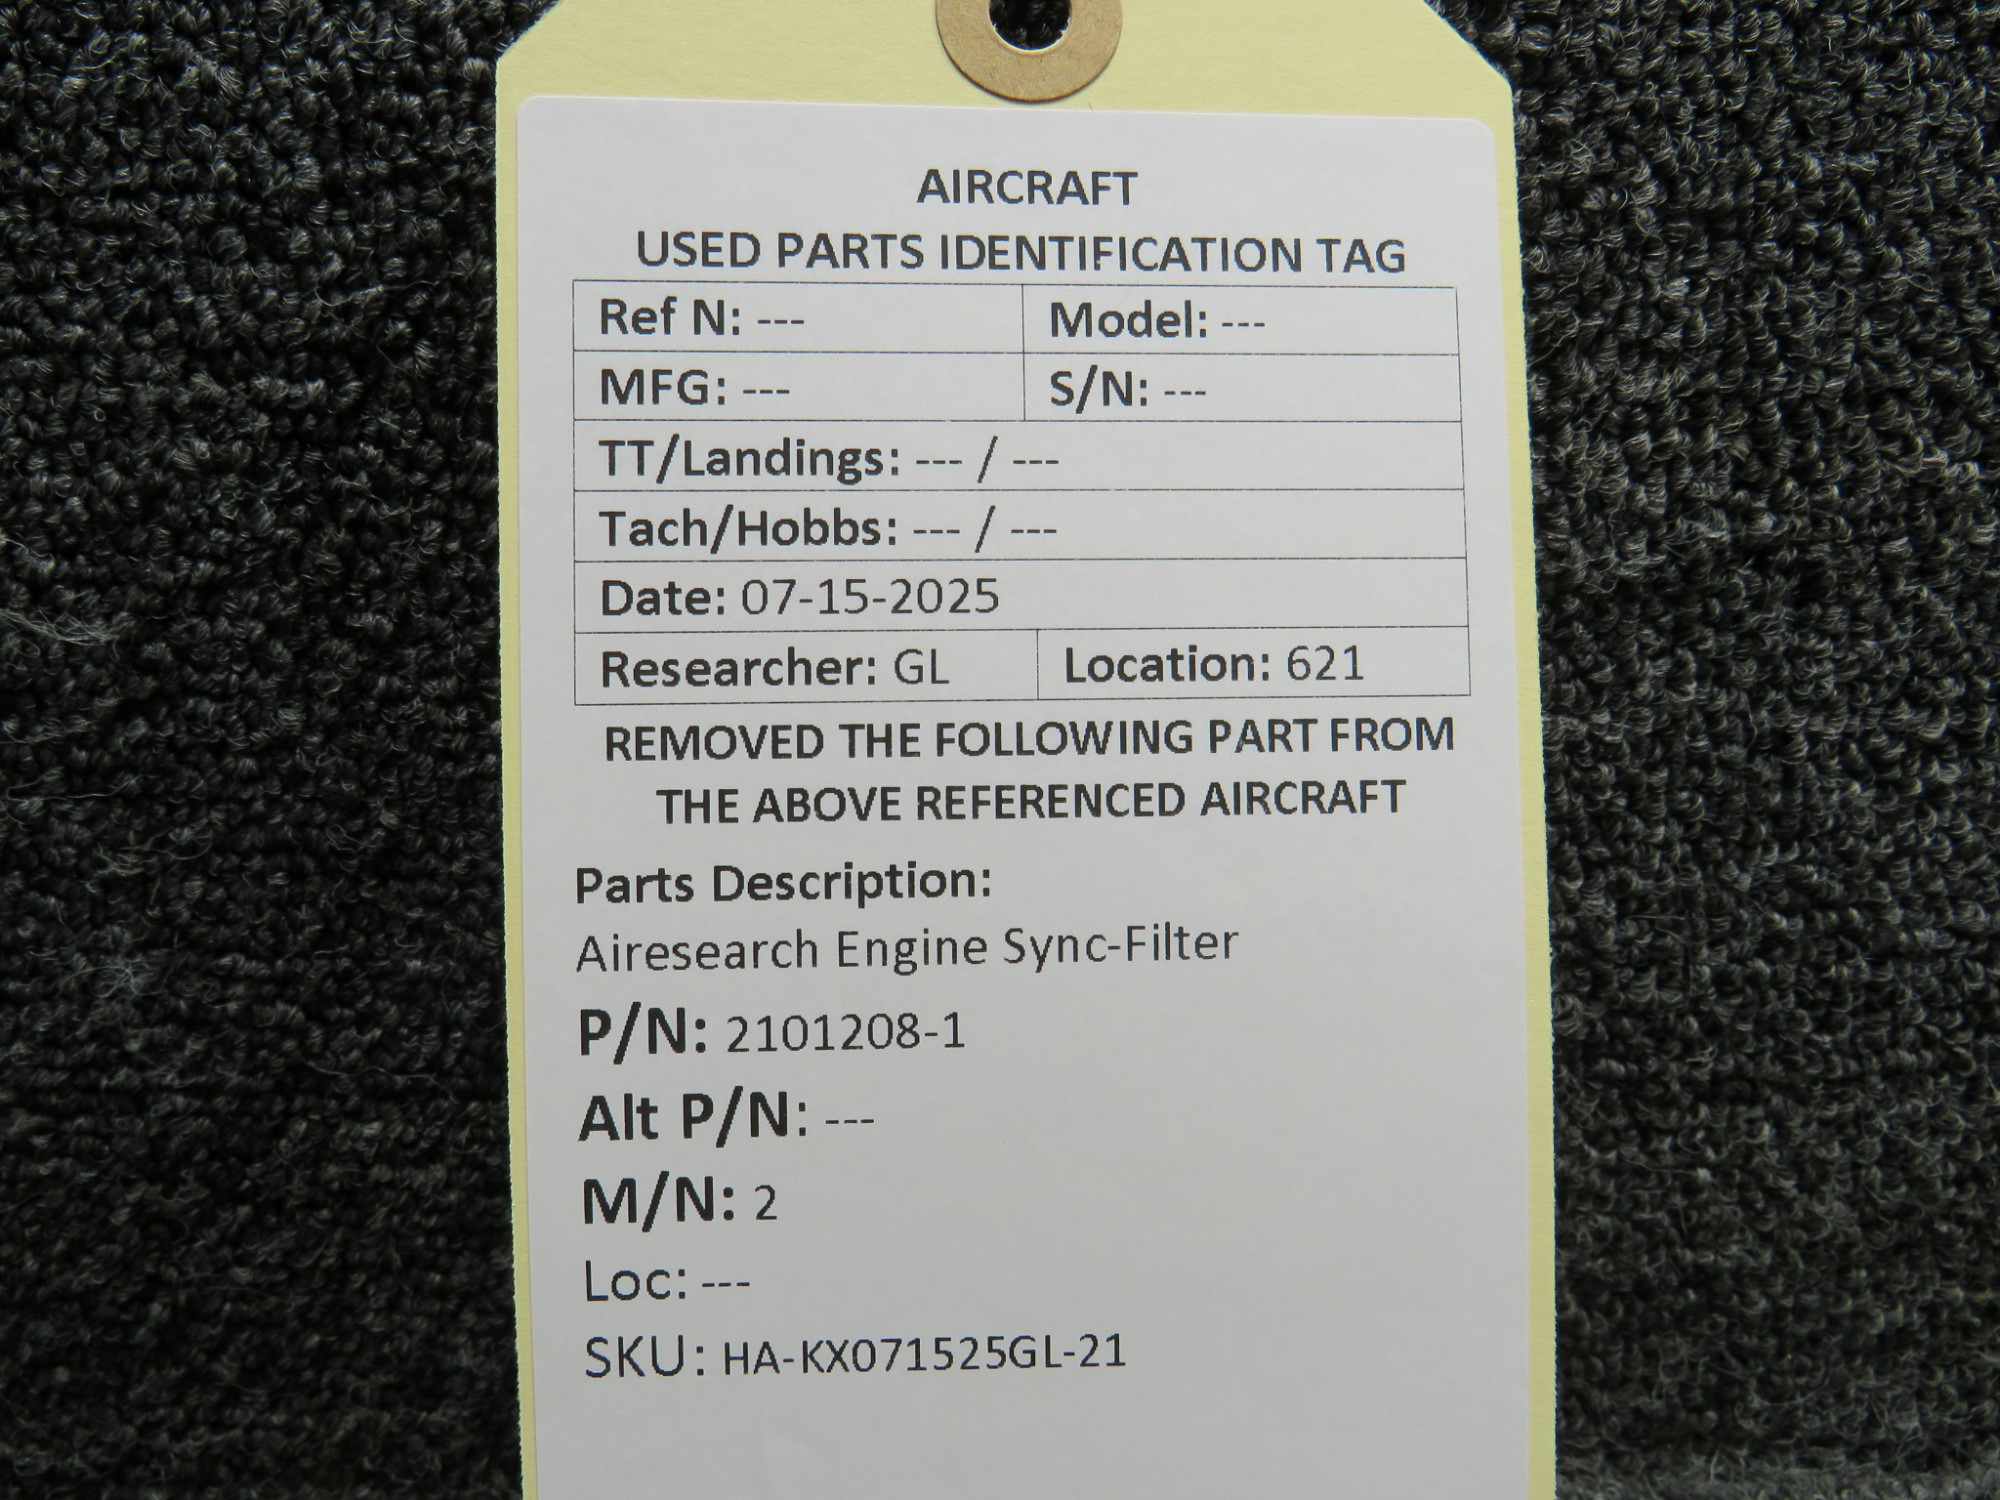 AIRCRAFT
USED PARTS IDENTIFICATION TAG
Ref N: --- Model: ---
MFG: --- S/N: ---
TT/Landings: --- / ---
Tach/Hobbs: --- / ---
Date: 07-15-2025
Researcher: GL Location: 621
REMOVED THE FOLLOWING PART FROM
THE ABOVE REFERENCED AIRCRAFT
Parts Description:
Airesearch Engine Sync-Filter
P/N: 2101208-1
Alt P/N: ---
M/N: 2
Loc: ---
SKU: HA-KX071525GL-21